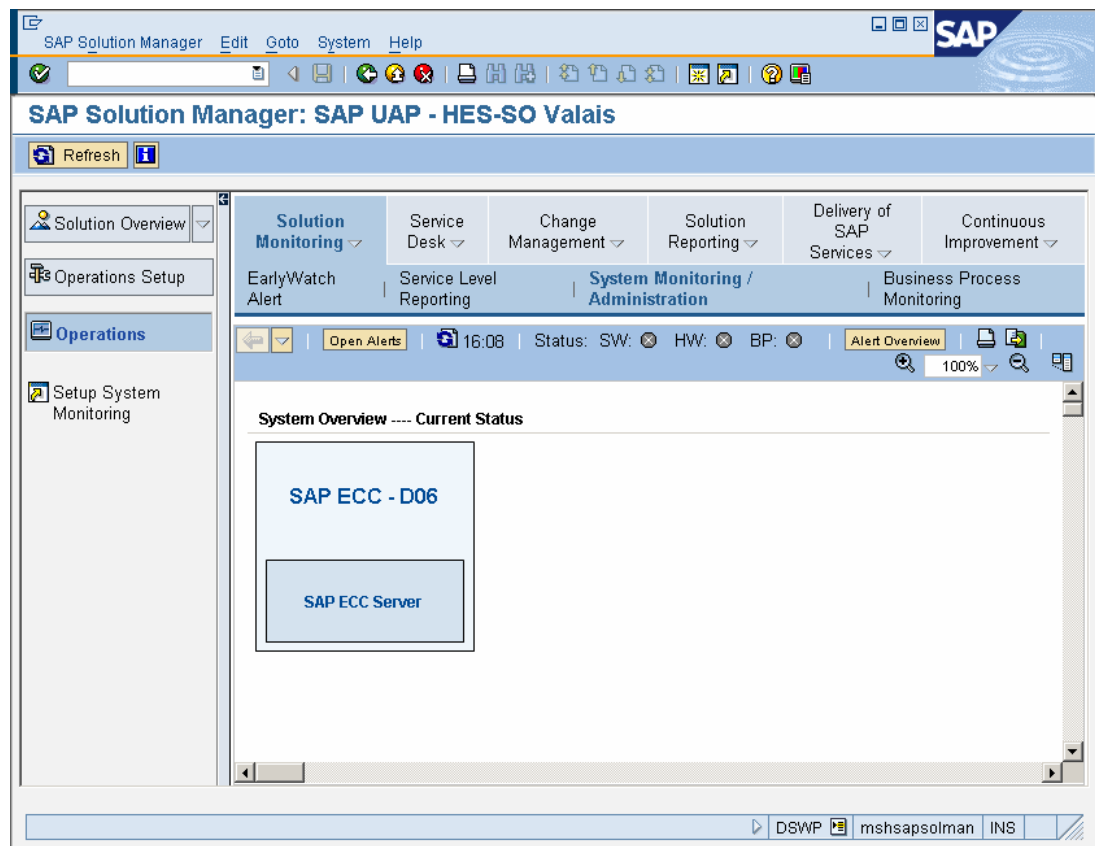 SAP Solution Manager Edit Goto System Help
SAP
SAP Solution Manager: SAP UAP - HES-SO Valais
Refresh
Solution Overview
Operations Setup
Operations
Setup System
Monitoring
Solution
Monitoring
Service
Desk
Change
Management
Solution
Reporting
Delivery of
SAP
Services
Continuous
Improvement
EarlyWatch
Alert
Service Level
Reporting
System Monitoring /
Administration
Business Process
Monitoring
Open Alerts 16:08 Status: SW: HW: BP: Alert Overview
100%
System Overview ---- Current Status
SAP ECC - D06
SAP ECC Server
DSWP mshsapsolman INS